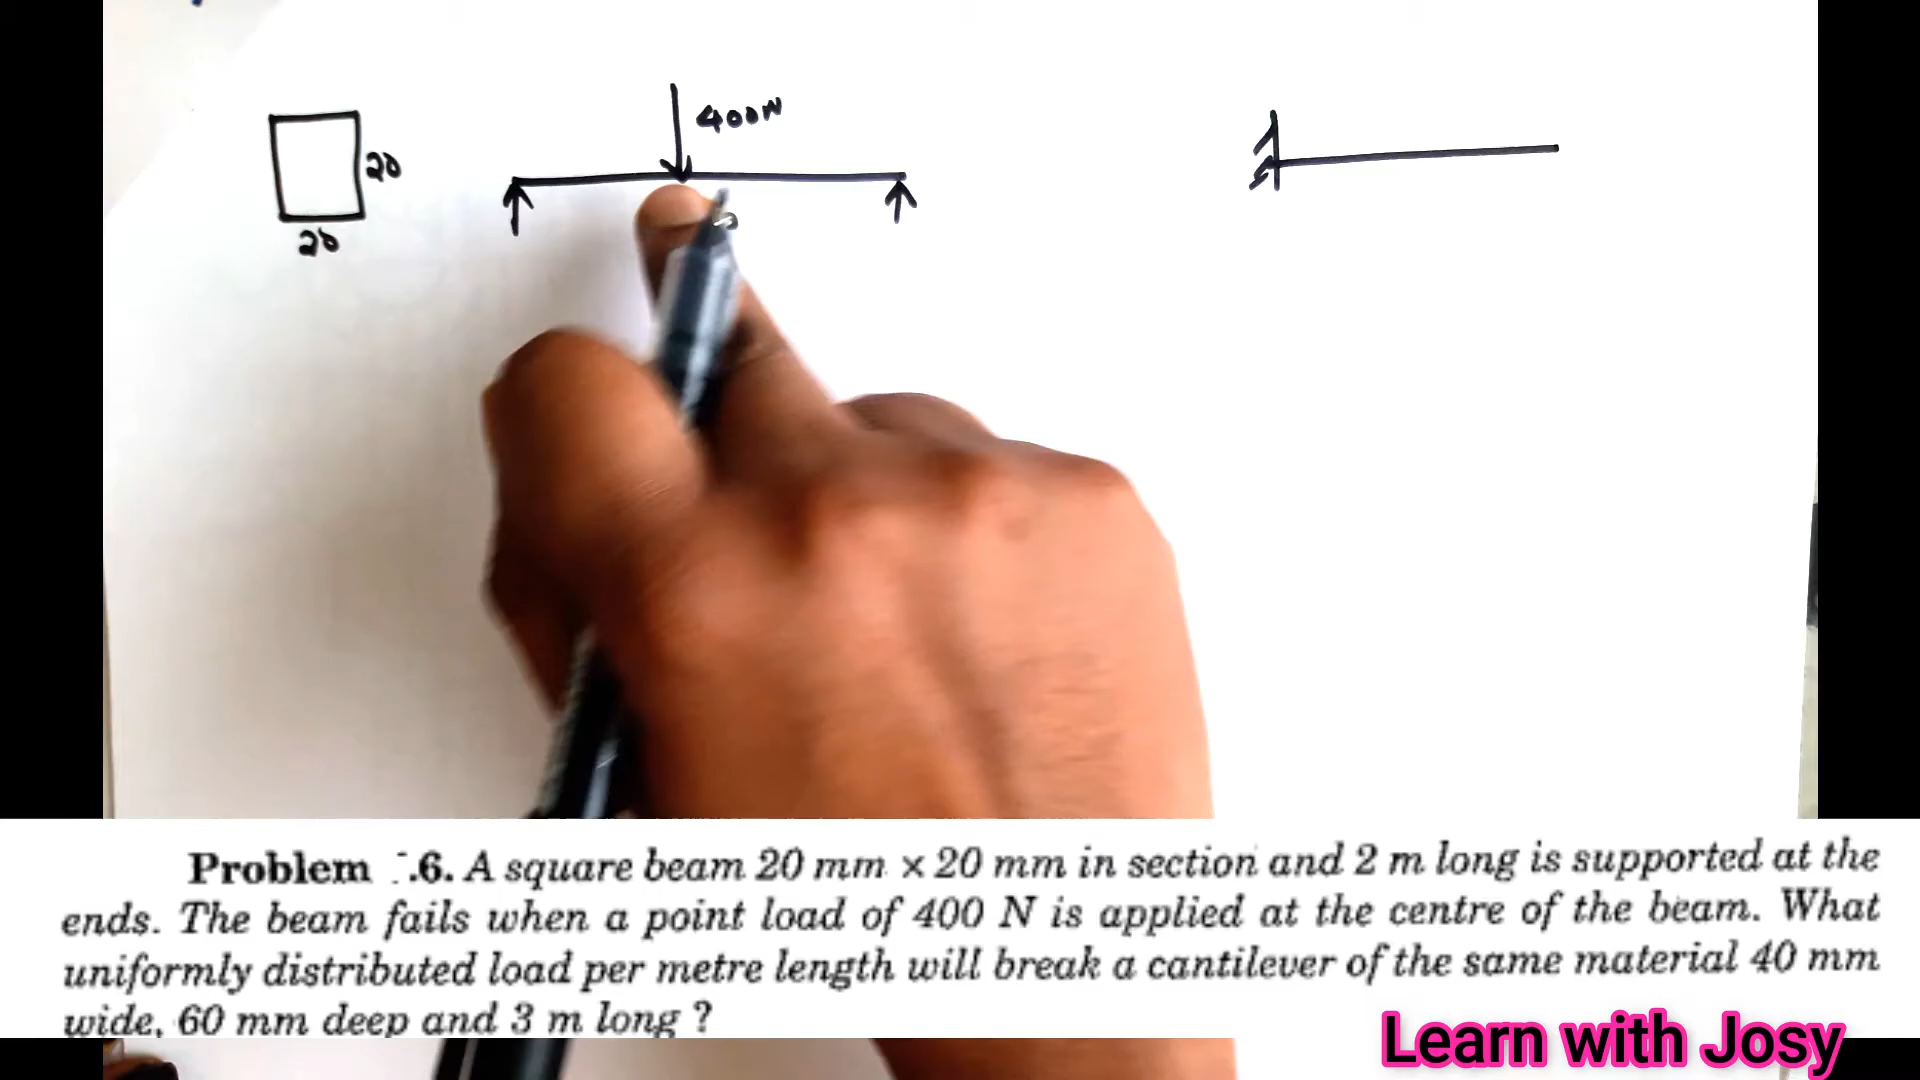 400N
20
20
Problem .6. A square beam 20 mm × 20 mm in section and 2 m long is supported at the
ends. The beam fails when a point load of 400 N is applied at the centre of the beam. What
uniformly distributed load per metre length will break a cantilever of the same material 40 mm
wide, 60 mm deep and 3 m long ?
Learn with Josy